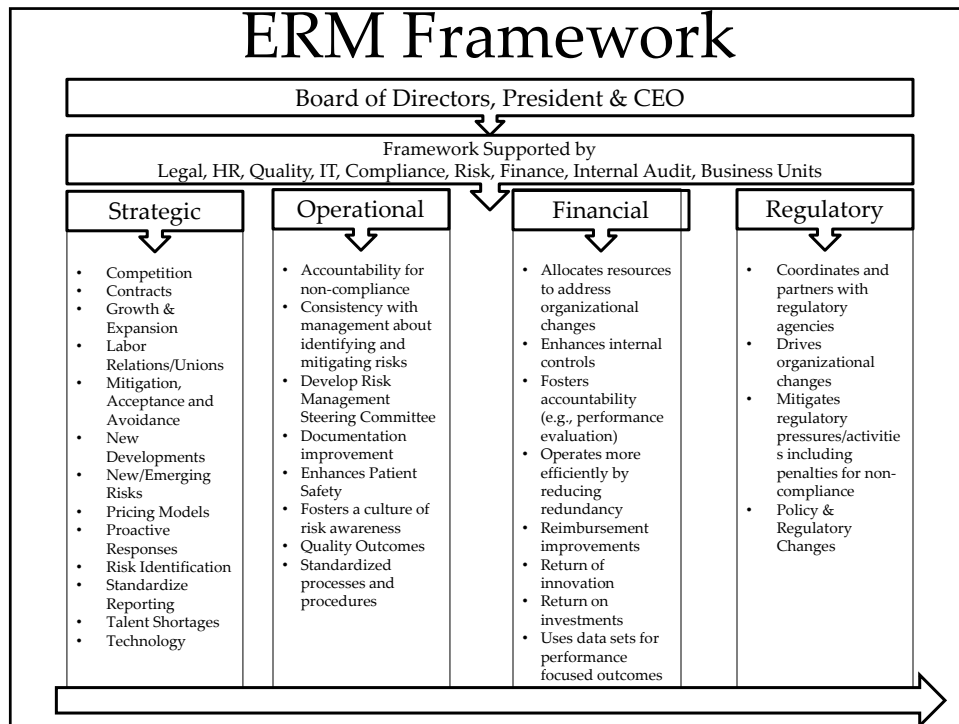 ERM Framework
Board of Directors, President & CEO
Framework Supported by
Legal, HR, Quality, IT, Compliance, Risk, Finance, Internal Audit, Business Units
Strategic
• Competition
• Contracts
• Growth &
Expansion
• Labor
Relations/Unions
• Mitigation,
Acceptance and
Avoidance
• New
Developments
• New/Emerging
Risks
• Pricing Models
• Proactive
Responses
• Risk Identification
• Standardize
Reporting
• Talent Shortages
• Technology
Operational
• Accountability for
non-compliance
• Consistency with
management about
identifying and
mitigating risks
• Develop Risk
Management
Steering Committee
• Documentation
improvement
• Enhances Patient
Safety
• Fosters a culture of
risk awareness
• Quality Outcomes
• Standardized
processes and
procedures
Financial
• Allocates resources
to address
organizational
changes
• Enhances internal
controls
• Fosters
accountability
(e.g., performance
evaluation)
• Operates more
efficiently by
reducing
redundancy
• Reimbursement
improvements
• Return of
innovation
• Return on
investments
• Uses data sets for
performance
focused outcomes
Regulatory
• Coordinates and
partners with
regulatory
agencies
• Drives
organizational
changes
• Mitigates
regulatory
pressures/activitie
s including
penalties for non-
compliance
• Policy &
Regulatory
Changes